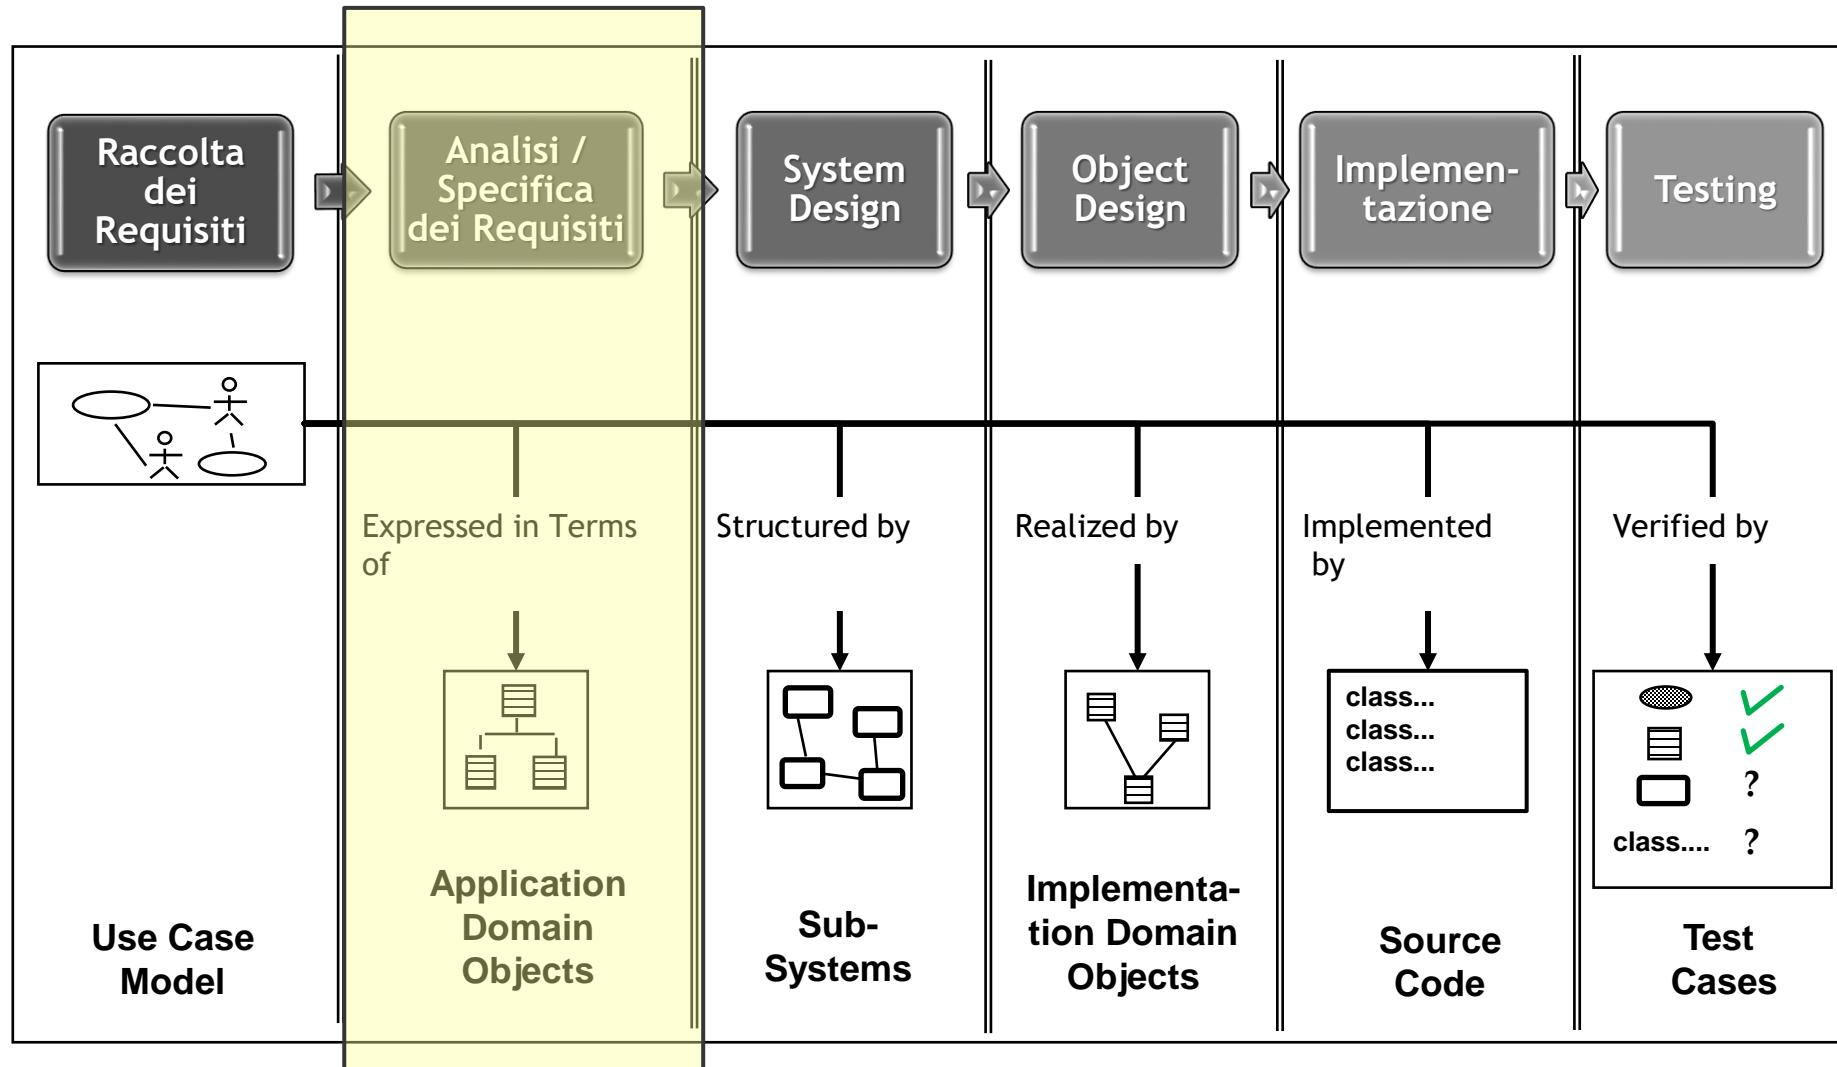 Raccolta
dei
Requisiti
Analisi /
Specifica
dei Requisiti
System
Design
Object
Design
Implemen-
tazione
Testing
Expressed in Terms
of
Structured by
Realized by
Implemented
by
Verified by
class...
class...
class...
?
class.... ?
Use Case
Model
Application
Domain
Objects
Sub-
Systems
Implementa-
tion Domain
Objects
Source
Code
Test
Cases